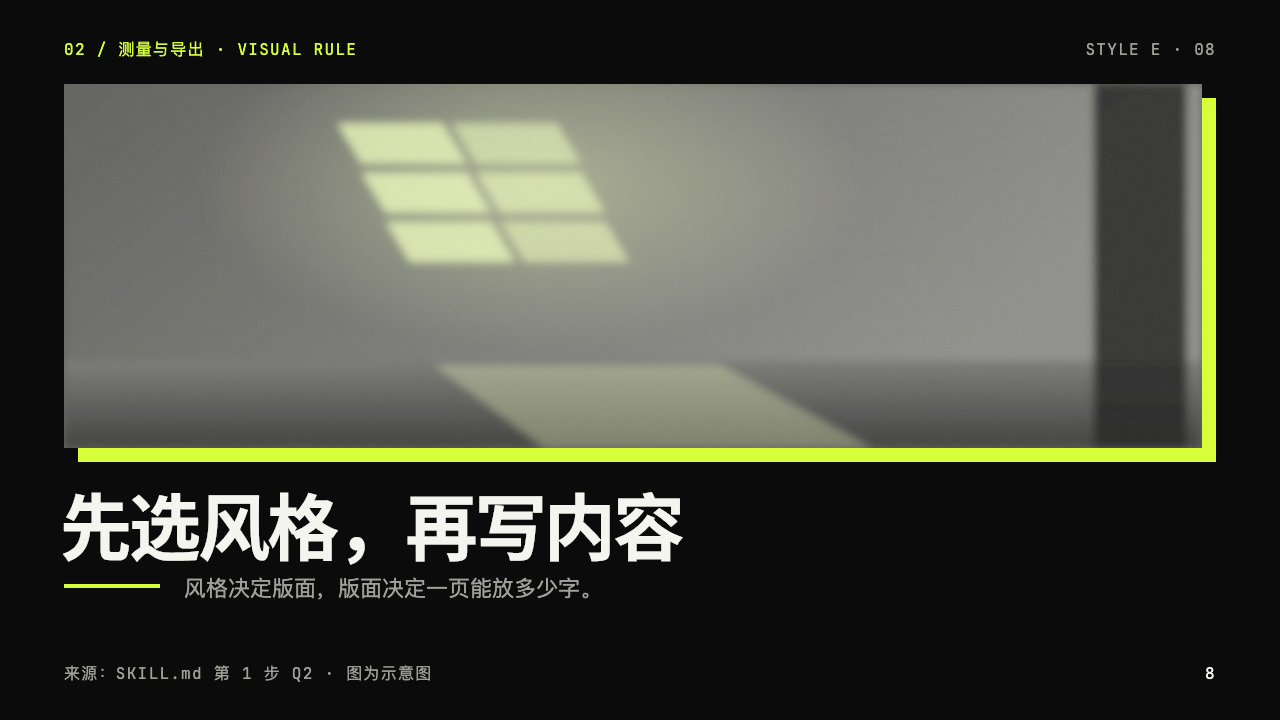 02 / 测量与导出 · VISUAL RULE
STYLE E · 08
先选风格，再写内容
风格决定版面，版面决定一页能放多少字。
来源：SKILL.md 第 1 步 Q2 · 图为示意图
8